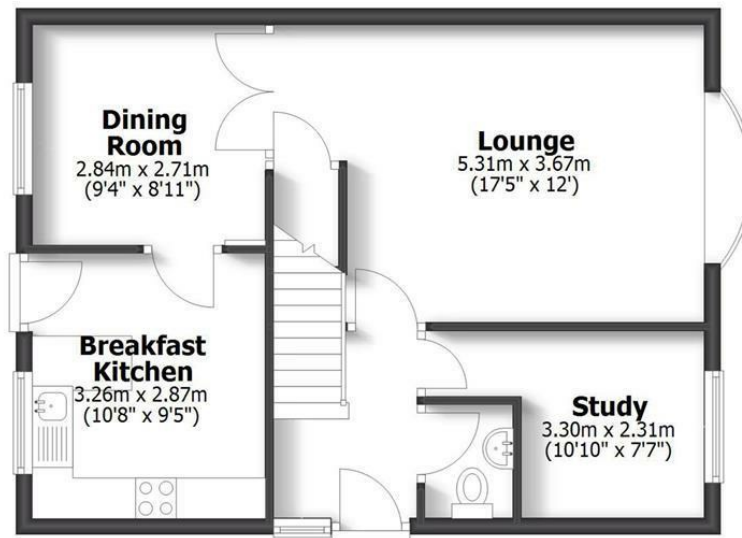 Dining
Room
2.84m x 2.71m
(9'4" x 8'11")
Lounge
5.31m x 3.67m
(17'5" x 12')
Breakfast
Kitchen
3.26m x 2.87m
(10'8" x 9'5")
Study
3.30m x 2.31m
(10'10" x 7'7")